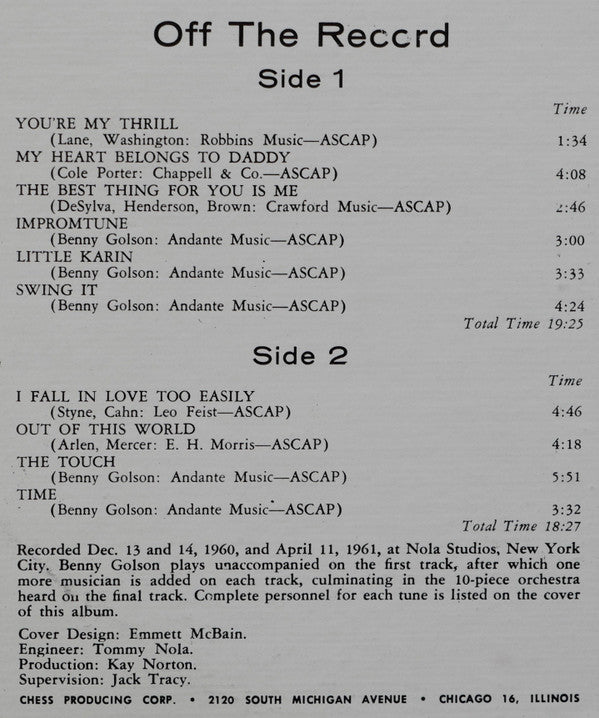 Off The Record
Side 1
Time
YOU'RE MY THRILL
(Lane, Washington: Robbins Music—ASCAP) 1:34
MY HEART BELONGS TO DADDY
(Cole Porter: Chappell & Co.—ASCAP) 4:08
THE BEST THING FOR YOU IS ME
(DeSylva, Henderson, Brown: Crawford Music—ASCAP) 2:46
IMPROMTUNE
(Benny Golson: Andante Music—ASCAP) 3:00
LITTLE KARIN
(Benny Golson: Andante Music—ASCAP) 3:33
SWING IT
(Benny Golson: Andante Music—ASCAP) 4:24
Total Time 19:25
Side 2
Time
I FALL IN LOVE TOO EASILY
(Styne, Cahn: Leo Feist—ASCAP) 4:46
OUT OF THIS WORLD
(Arlen, Mercer: E. H. Morris—ASCAP) 4:18
THE TOUCH
(Benny Golson: Andante Music—ASCAP) 5:51
TIME
(Benny Golson: Andante Music—ASCAP) 3:32
Total Time 18:27
Recorded Dec. 13 and 14, 1960, and April 11, 1961, at Nola Studios, New York
City. Benny Golson plays unaccompanied on the first track, after which one
more musician is added on each track, culminating in the 10-piece orchestra
heard on the final track. Complete personnel for each tune is listed on the cover
of this album.
Cover Design: Emmett McBain.
Engineer: Tommy Nola.
Production: Kay Norton.
Supervision: Jack Tracy.
CHESS PRODUCING CORP. • 2120 SOUTH MICHIGAN AVENUE • CHICAGO 16, ILLINOIS